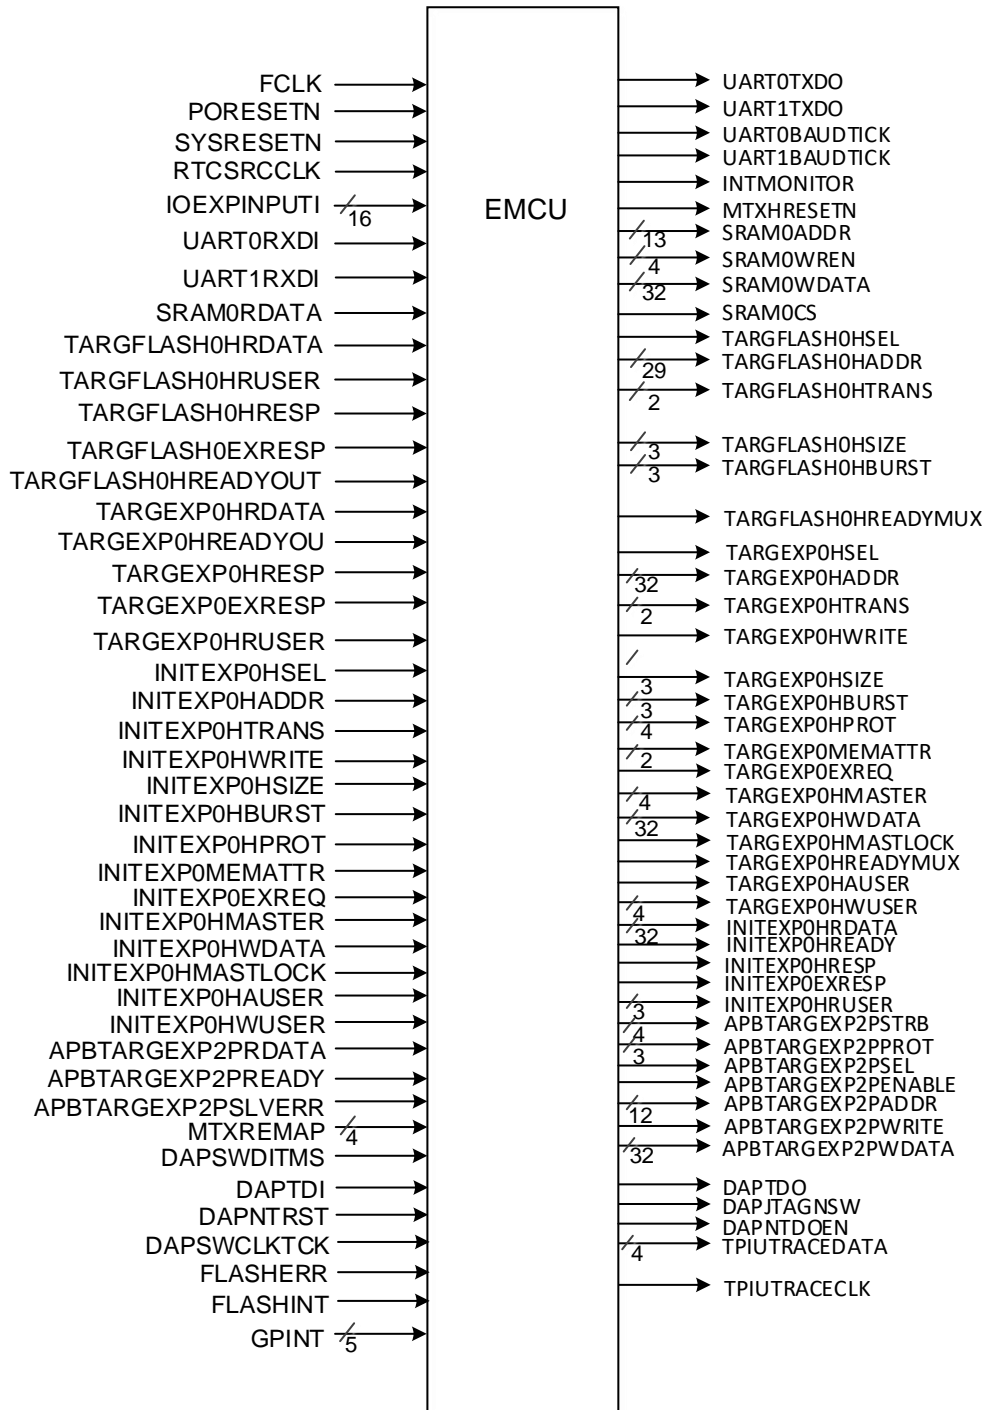 EMCU
FCLK
PORESETN
SYSRESETN
RTCSRCCLK
IOEXPINPUTI
16
UART0RXDI
UART1RXDI
SRAM0RDATA
TARGFLASH0HRDATA
TARGFLASH0HRUSER
TARGFLASH0HRESP
TARGFLASH0EXRESP
TARGFLASH0HREADYOUT
TARGEXP0HRDATA
TARGEXP0HREADYOU
TARGEXP0HRESP
TARGEXP0EXRESP
TARGEXP0HRUSER
INITEXP0HSEL
INITEXP0HADDR
INITEXP0HTRANS
INITEXP0HWRITE
INITEXP0HSIZE
INITEXP0HBURST
INITEXP0HPROT
INITEXP0MEMATTR
INITEXP0EXREQ
INITEXP0HMASTER
INITEXP0HWDATA
INITEXP0HMASTLOCK
INITEXP0HAUSER
INITEXP0HWUSER
APBTARGEXP2PRDATA
APBTARGEXP2PREADY
APBTARGEXP2PSLVERR
MTXREMAP
4
DAPSWDITMS
DAPTDI
DAPNTRST
DAPSWCLKTCK
FLASHERR
FLASHINT
GPINT
5
UART0TXDO
UART1TXDO
UART0BAUDTICK
UART1BAUDTICK
INTMONITOR
MTXHRESETN
13 SRAM0ADDR
4 SRAM0WREN
32 SRAM0WDATA
SRAM0CS
TARGFLASH0HSEL
29 TARGFLASH0HADDR
2 TARGFLASH0HTRANS
3 TARGFLASH0HSIZE
3 TARGFLASH0HBURST
TARGFLASH0HREADYMUX
TARGEXP0HSEL
32 TARGEXP0HADDR
2 TARGEXP0HTRANS
TARGEXP0HWRITE
3 TARGEXP0HSIZE
3 TARGEXP0HBURST
4 TARGEXP0HPROT
2 TARGEXP0MEMATTR
TARGEXP0EXREQ
4 TARGEXP0HMASTER
32 TARGEXP0HWDATA
TARGEXP0HMASTLOCK
TARGEXP0HREADYMUX
TARGEXP0HAUSER
4 TARGEXP0HWUSER
32 INITEXP0HRDATA
INITEXP0HREADY
INITEXP0HRESP
INITEXP0EXRESP
3 INITEXP0HRUSER
4 APBTARGEXP2PSTRB
3 APBTARGEXP2PPROT
APBTARGEXP2PSEL
APBTARGEXP2PENABLE
12 APBTARGEXP2PADDR
APBTARGEXP2PWRITE
32 APBTARGEXP2PWDATA
DAPTDO
DAPJTAGNSW
DAPNTDOEN
4 TPIUTRACEDATA
TPIUTRACECLK